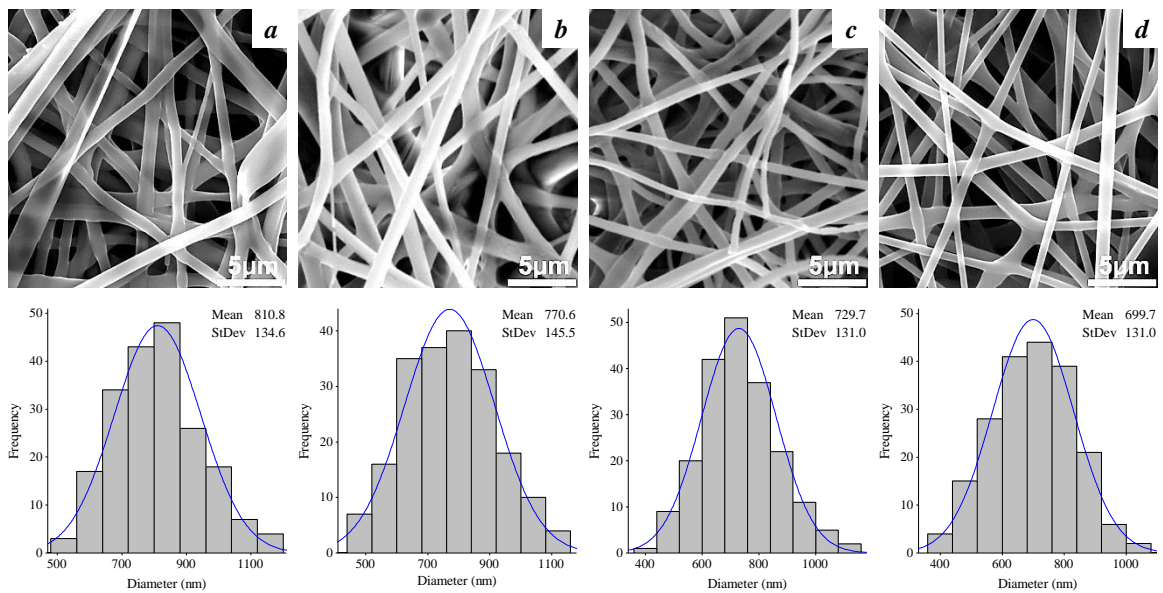 a
b
c
d
5μm
5μm
5μm
5μm
Mean 810.8
StDev 134.6
50
40
30
20
10
0
Frequency
500 700 900 1100
Diameter (nm)
Mean 770.6
StDev 145.5
40
30
20
10
0
Frequency
500 700 900 1100
Diameter (nm)
Mean 729.7
StDev 131.0
50
40
30
20
10
0
Frequency
400 600 800 1000
Diameter (nm)
Mean 699.7
StDev 131.0
50
40
30
20
10
0
Frequency
400 600 800 1000
Diameter (nm)